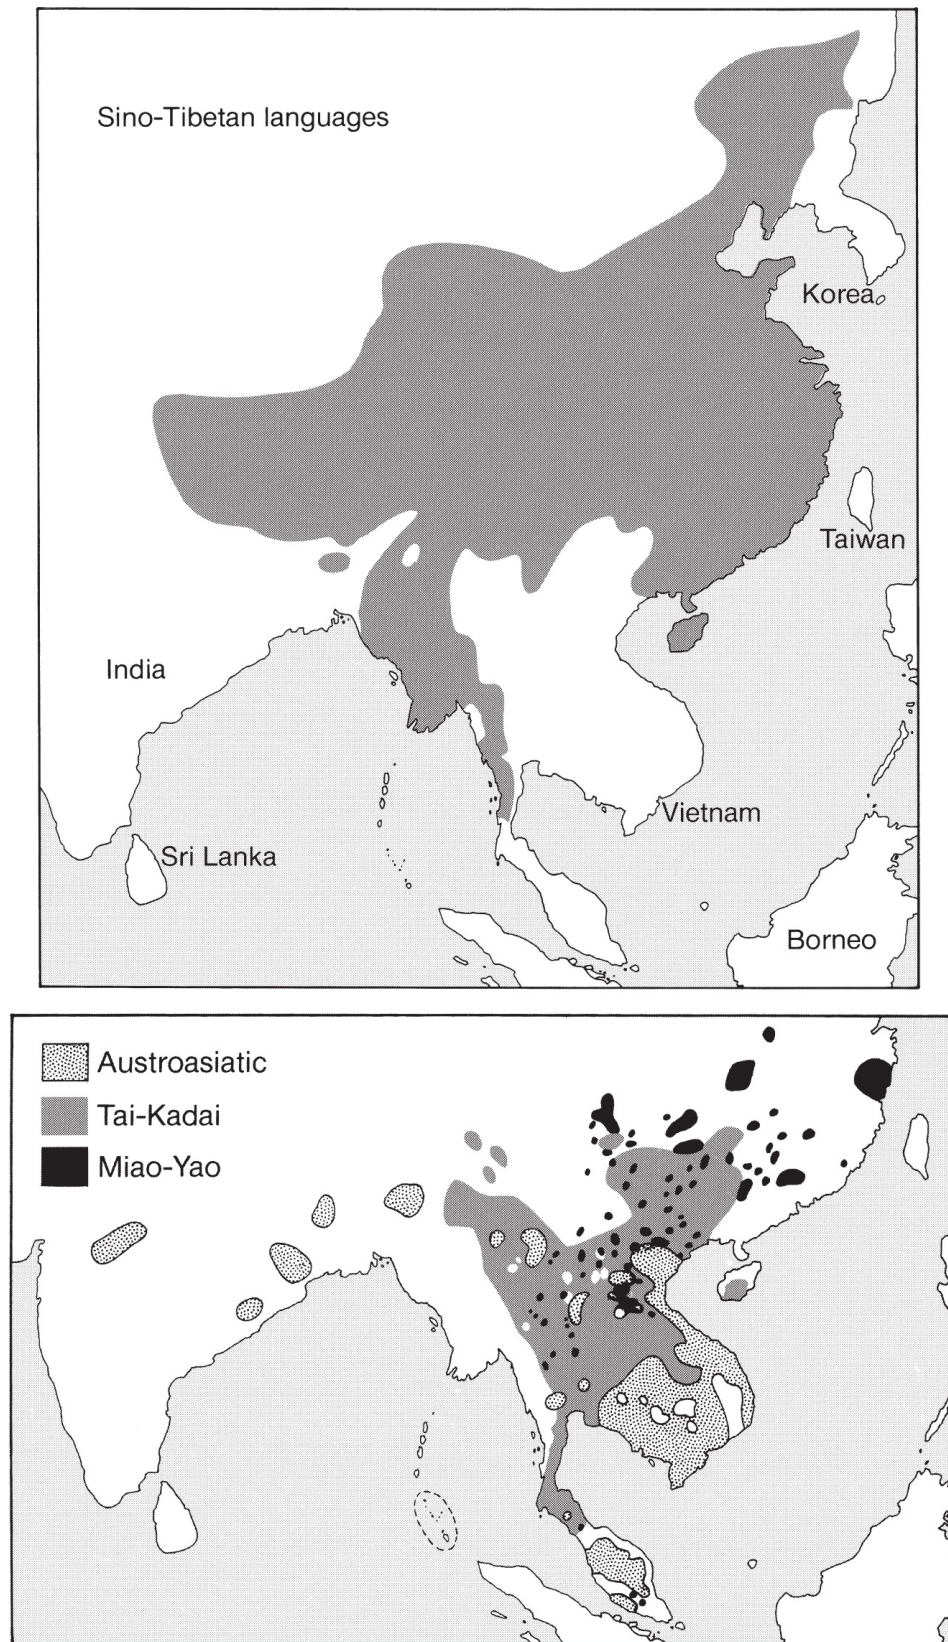 Sino-Tibetan languages
Korea
Taiwan
India
Vietnam
Sri Lanka
Borneo
Austroasiatic
Tai-Kadai
Miao-Yao